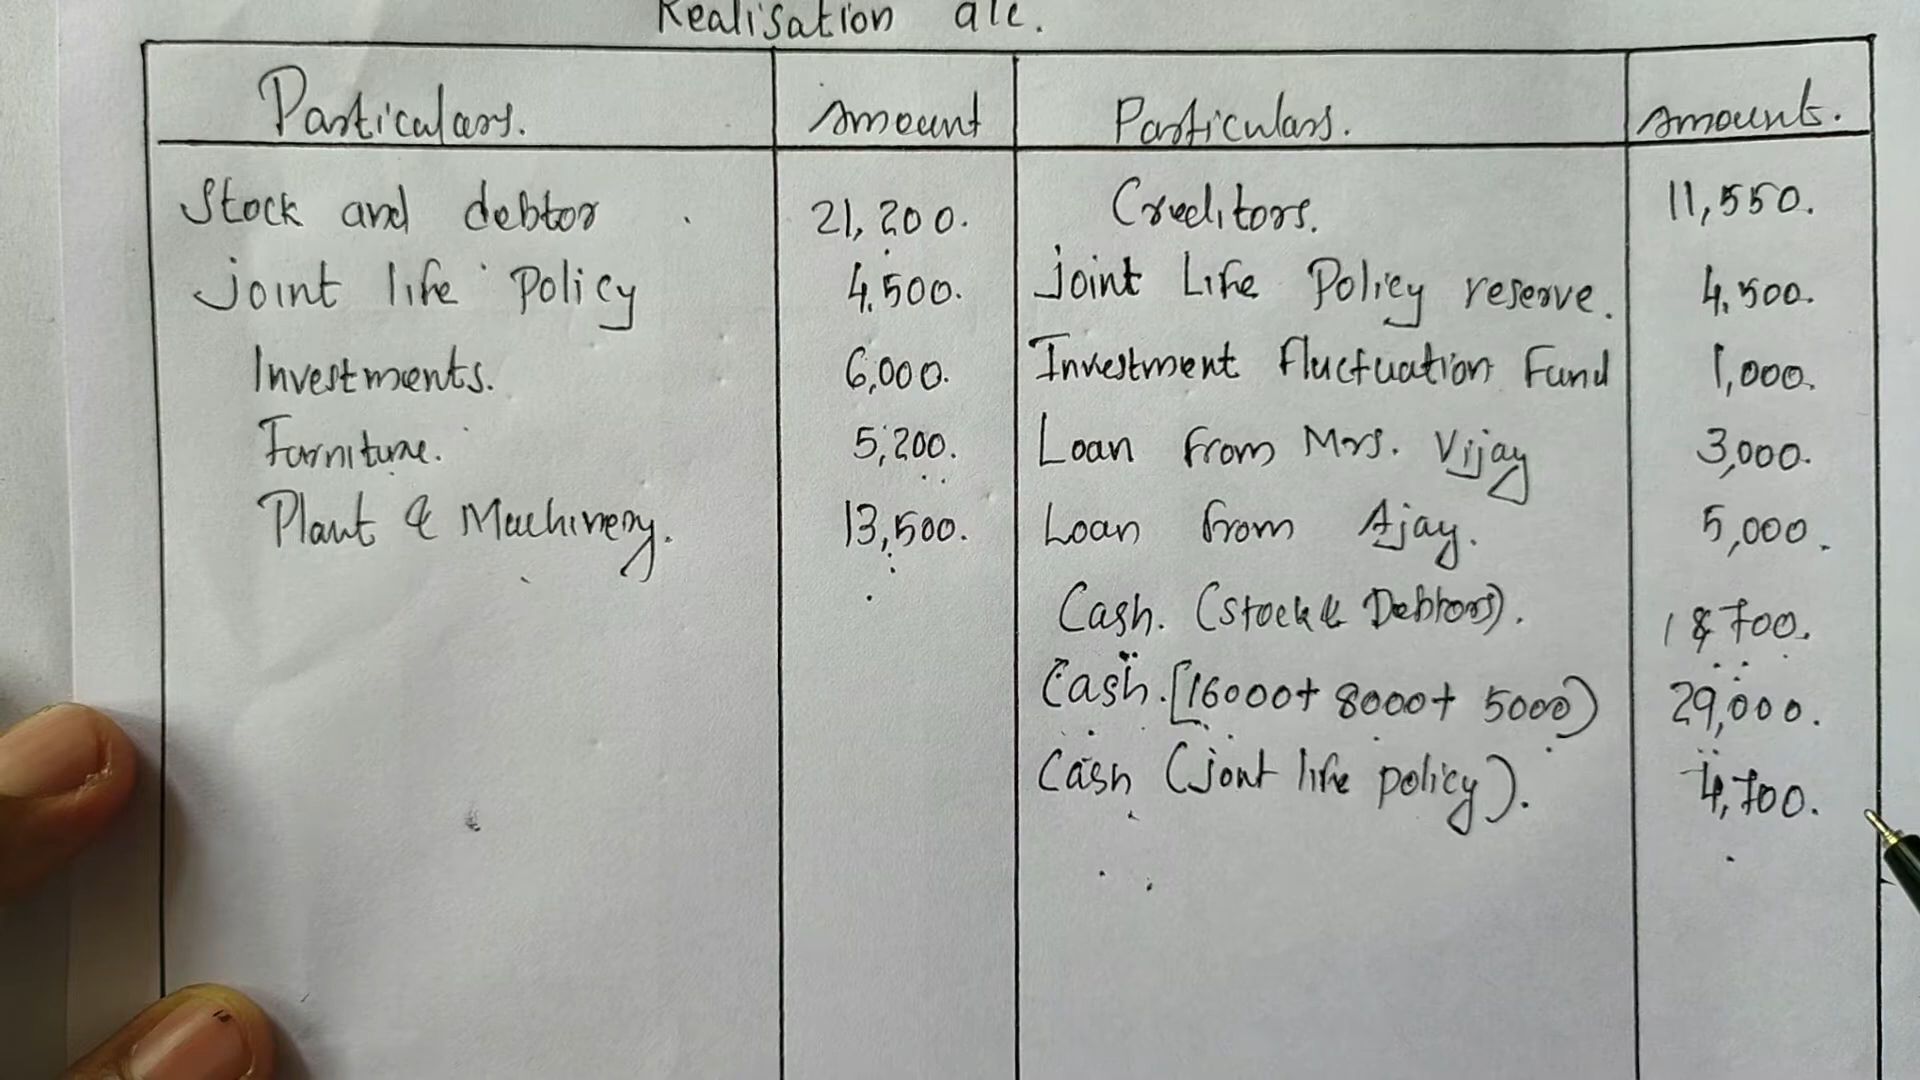 Realisation a/c.
Particulars. Amount Particulars. Amount.
Stock and debtor 21,200. Creditors. 11,550.
joint life Policy 4,500. joint Life Policy reserve. 4,500.
Investments. 6,000. Investment Fluctuation Fund 1,000.
Furniture. 5,200. Loan from Mrs. Vijay 3,000.
Plant & Machinery. 13,500. Loan from Ajay. 5,000.
Cash. (Stock & Debtors). 18,700.
Cash. [16000+ 8000+ 5000) 29,000.
Cash (jont life policy). 4,700.